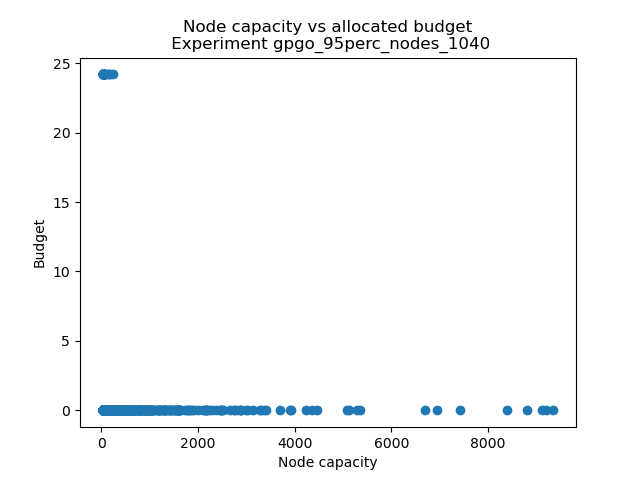 Node capacity vs allocated budget
Experiment gpgo_95perc_nodes_1040
25
20
15
10
5
0
Budget
0 2000 4000 6000 8000
Node capacity